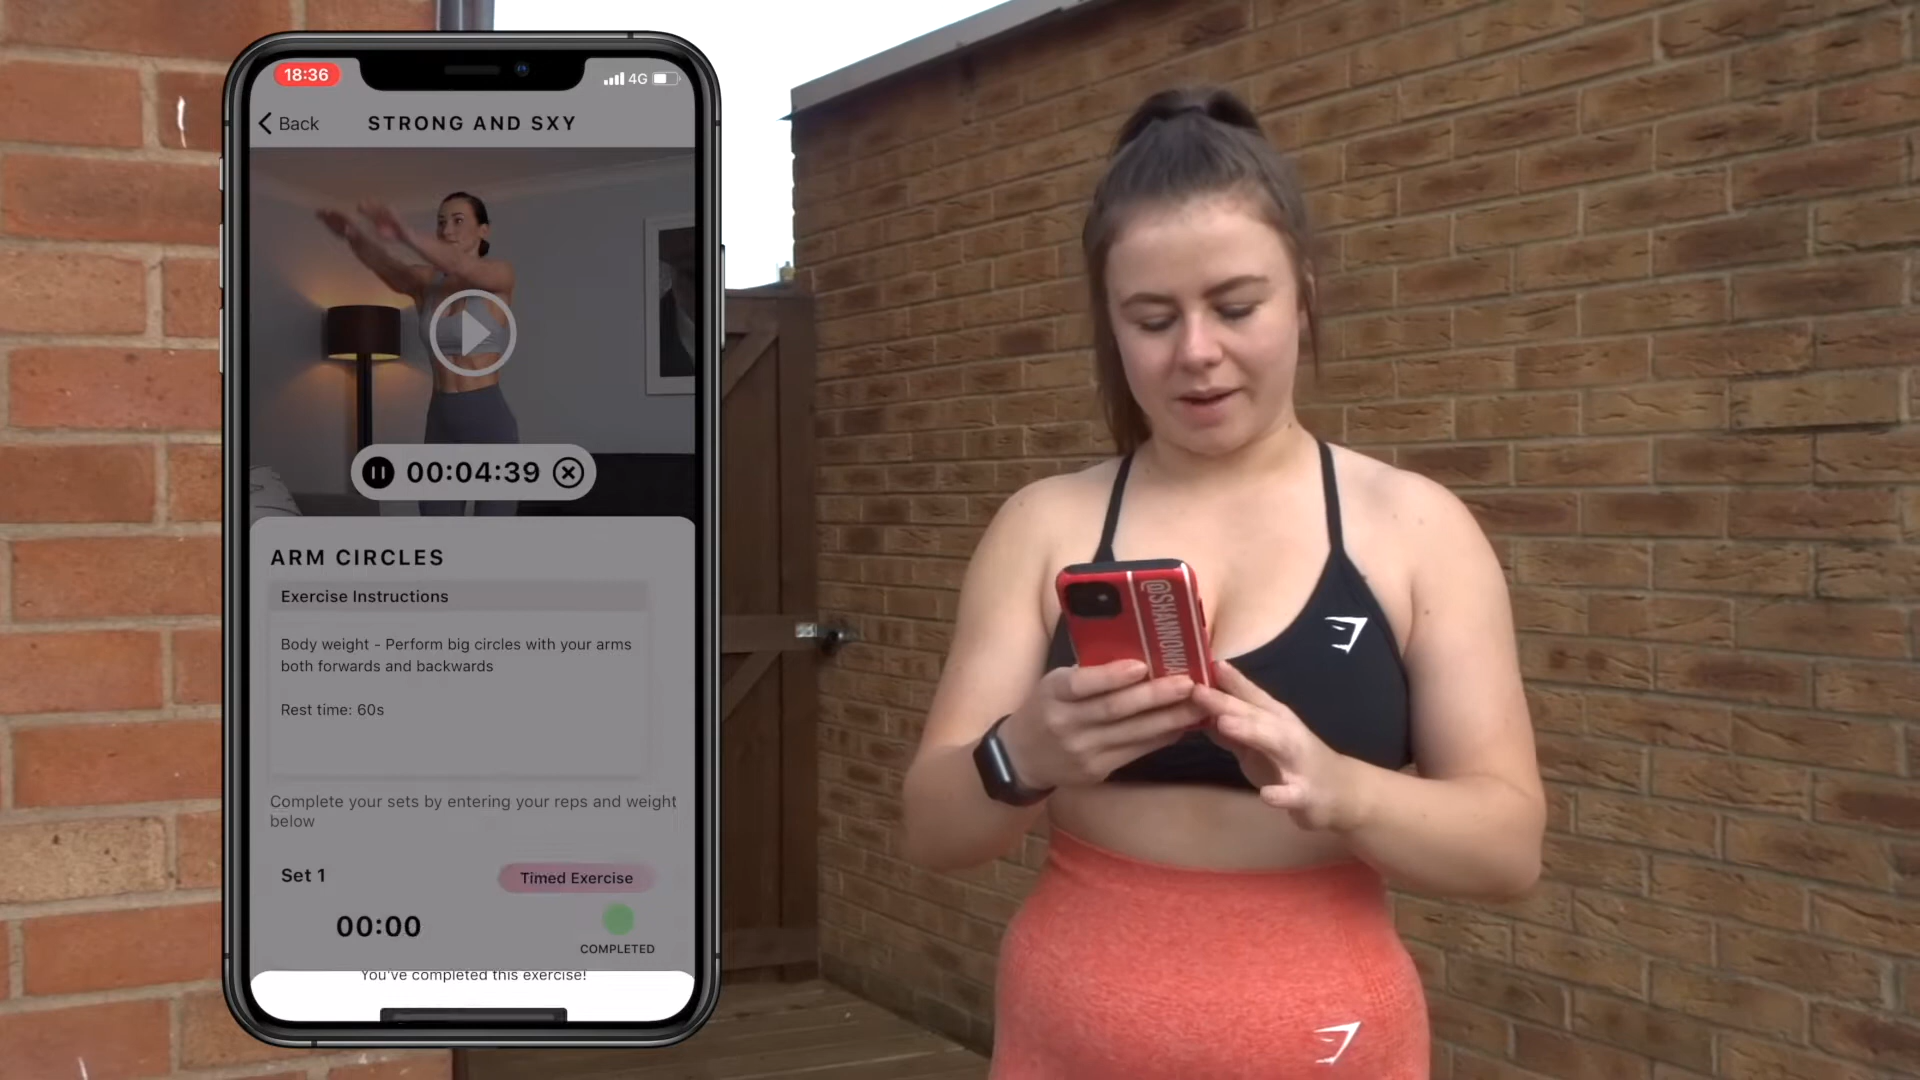 18:36
4G
Back
STRONG AND SXY
00:04:39
ARM CIRCLES
Exercise Instructions
Body weight - Perform big circles with your arms
both forwards and backwards
Rest time: 60s
Complete your sets by entering your reps and weight
below
Set 1
Timed Exercise
00:00
COMPLETED
You've completed this exercise!
@SHANNONHA